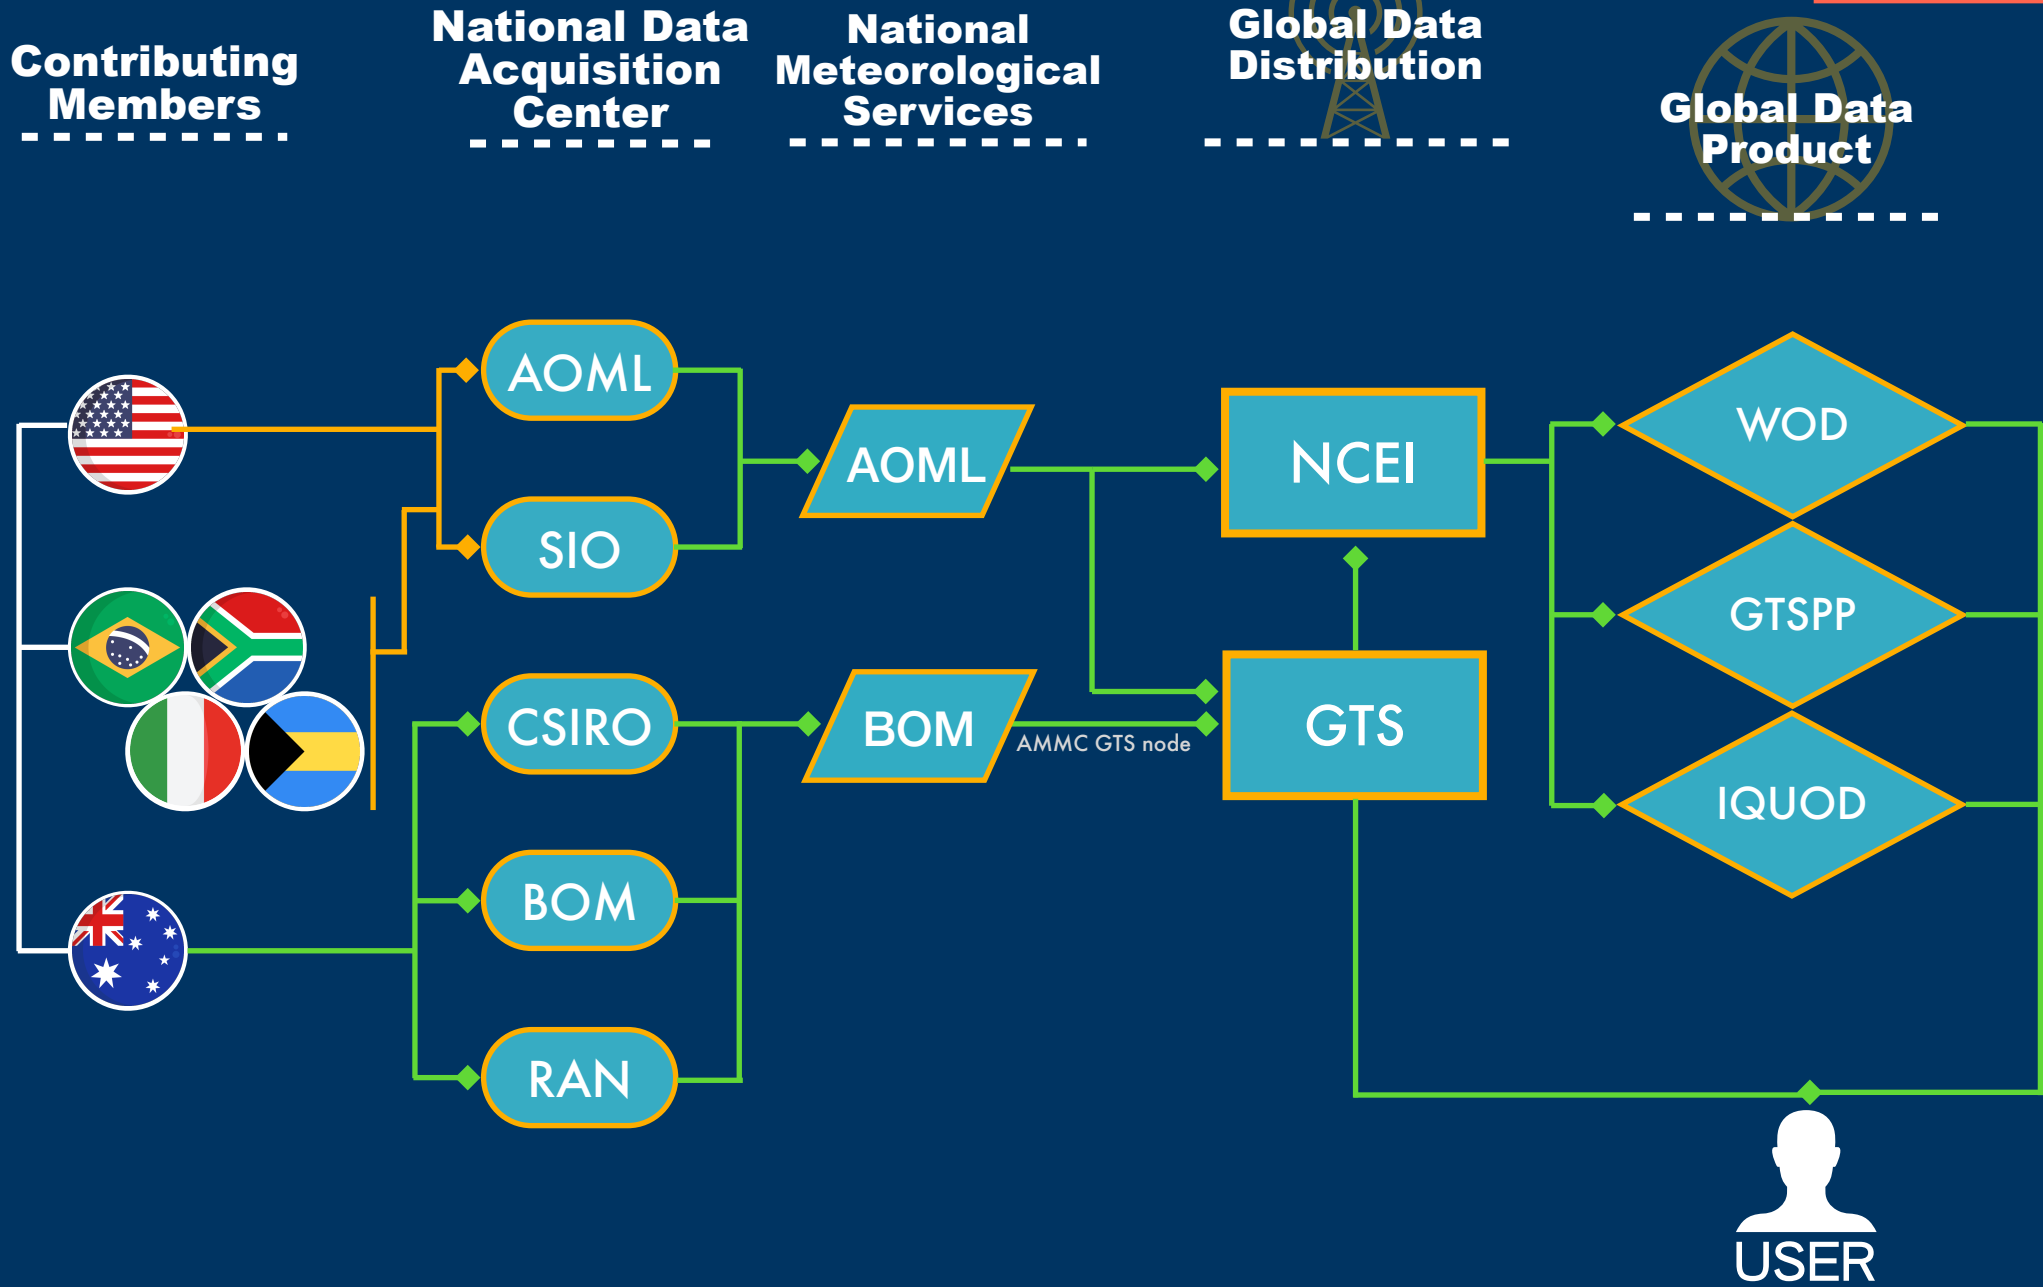 Contributing
Members
National Data
Acquisition
Center
National
Meteorological
Services
Global Data
Distribution
Global Data
Product
AOML
SIO
CSIRO
BOM
RAN
AOML
BOM
AMMC GTS node
NCEI
GTS
WOD
GTSPP
IQUOD
USER